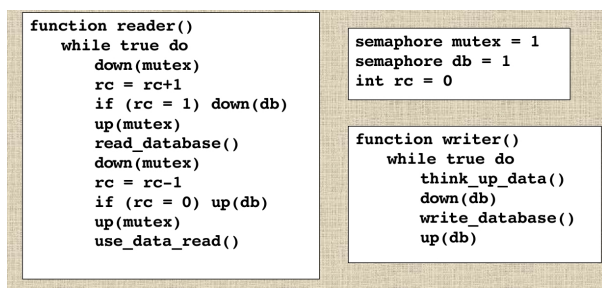 function reader()
while true do
down(mutex)
rc = rc+1
if (rc = 1) down(db)
up(mutex)
read_database()
down(mutex)
rc = rc-1
if (rc = 0) up(db)
up(mutex)
use_data_read()
semaphore mutex = 1
semaphore db = 1
int rc = 0
function writer()
while true do
think_up_data()
down(db)
write_database()
up(db)